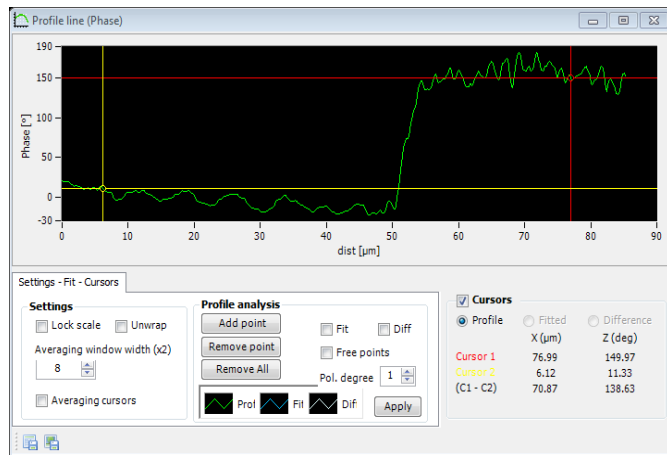 Profile line (Phase)
190
150
100
50
0
-30
Phase [°]
0 10 20 30 40 50 60 70 80 90
dist [µm]
Settings - Fit - Cursors
Settings
Lock scale Unwrap
Averaging window width (x2)
8
Averaging cursors
Profile analysis
Add point
Remove point
Remove All
Fit Diff
Free points
Pol. degree 1
Prof Fit Dif
Apply
Cursors
Profile Fitted Difference
X (µm) Z (deg)
Cursor 1 76.99 149.97
Cursor 2 6.12 11.33
(C1 - C2) 70.87 138.63